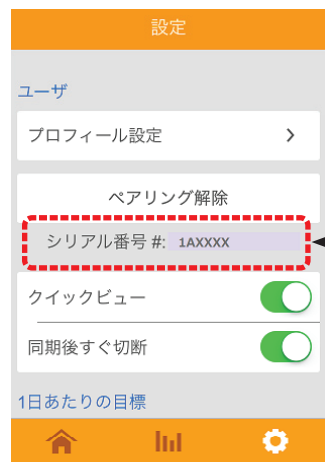 設定
ユーザ
プロフィール設定
ペアリング解除
シリアル番号 #: 1AXXXX
クイックビュー
同期後すぐ切断
1日あたりの目標